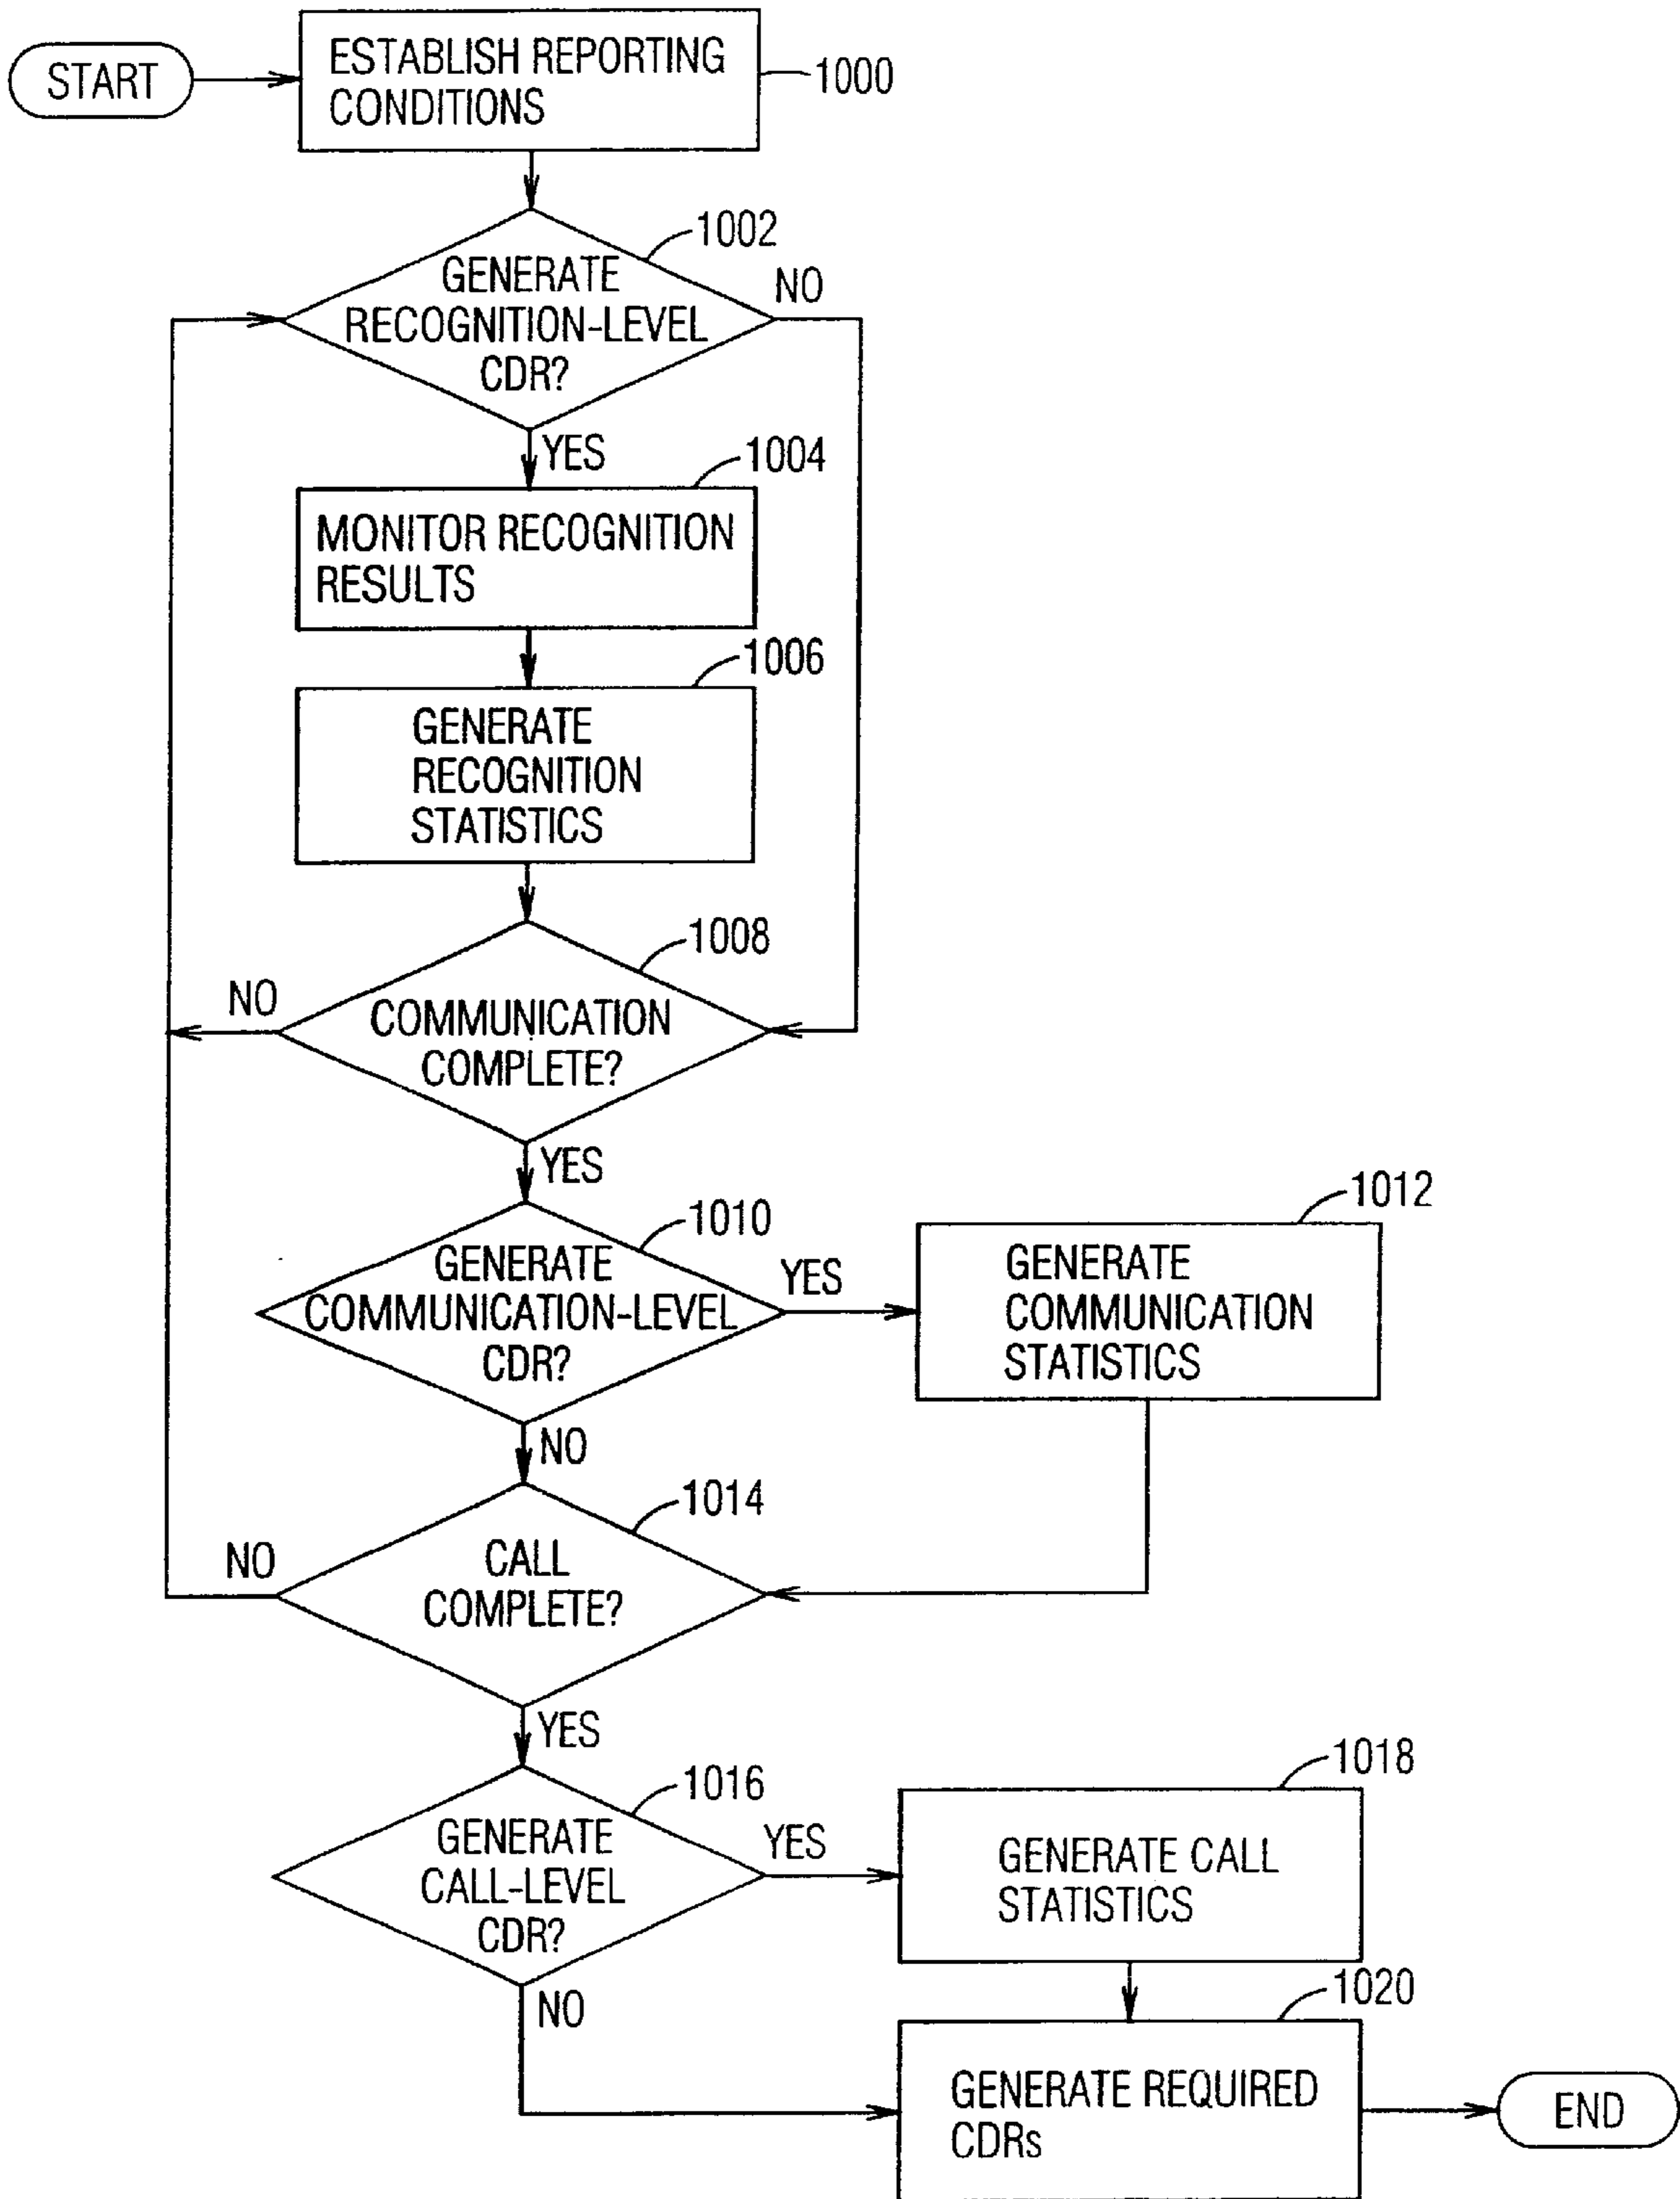 START
ESTABLISH REPORTING
CONDITIONS
1000
1002
GENERATE
RECOGNITION-LEVEL
CDR?
NO
YES
1004
MONITOR RECOGNITION
RESULTS
1006
GENERATE
RECOGNITION
STATISTICS
1008
NO
COMMUNICATION
COMPLETE?
YES
1010
GENERATE
COMMUNICATION-LEVEL
CDR?
YES
1012
GENERATE
COMMUNICATION
STATISTICS
NO
1014
NO
CALL
COMPLETE?
YES
1016
GENERATE
CALL-LEVEL
CDR?
YES
1018
GENERATE CALL
STATISTICS
NO
1020
GENERATE REQUIRED
CDRs
END